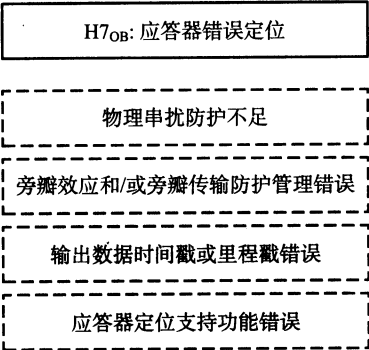 H7OB: 应答器错误定位
物理串扰防护不足
旁瓣效应和/或旁瓣传输防护管理错误
输出数据时间戳或里程戳错误
应答器定位支持功能错误